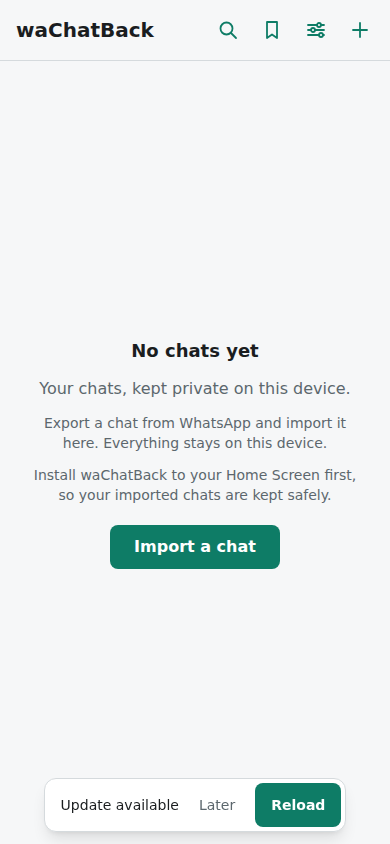 waChatBack
No chats yet
Your chats, kept private on this device.
Export a chat from WhatsApp and import it
here. Everything stays on this device.
Install waChatBack to your Home Screen first,
so your imported chats are kept safely.
Import a chat
Update available Later Reload